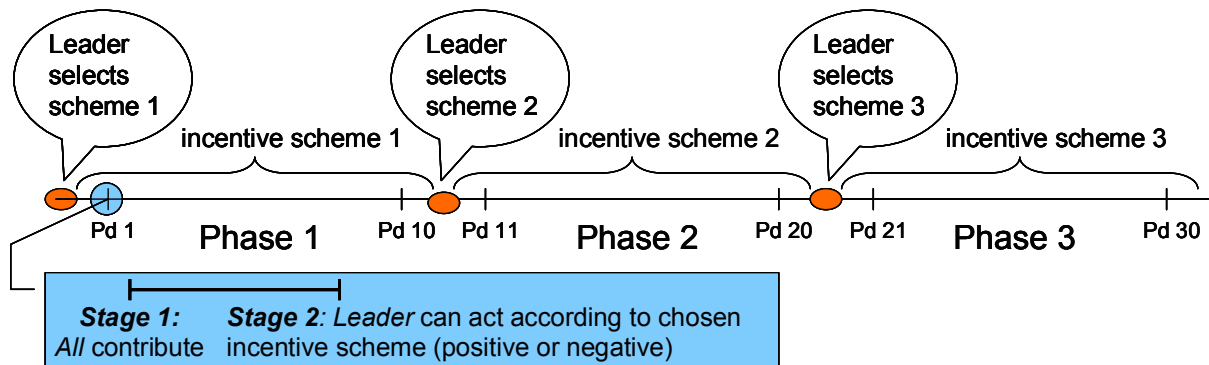 Leader
selects
scheme 1
Leader
selects
scheme 2
Leader
selects
scheme 3
incentive scheme 1
incentive scheme 2
incentive scheme 3
Pd 1
Phase 1
Pd 10
Pd 11
Phase 2
Pd 20
Pd 21
Phase 3
Pd 30
Stage 1:
All contribute
Stage 2: Leader can act according to chosen
incentive scheme (positive or negative)